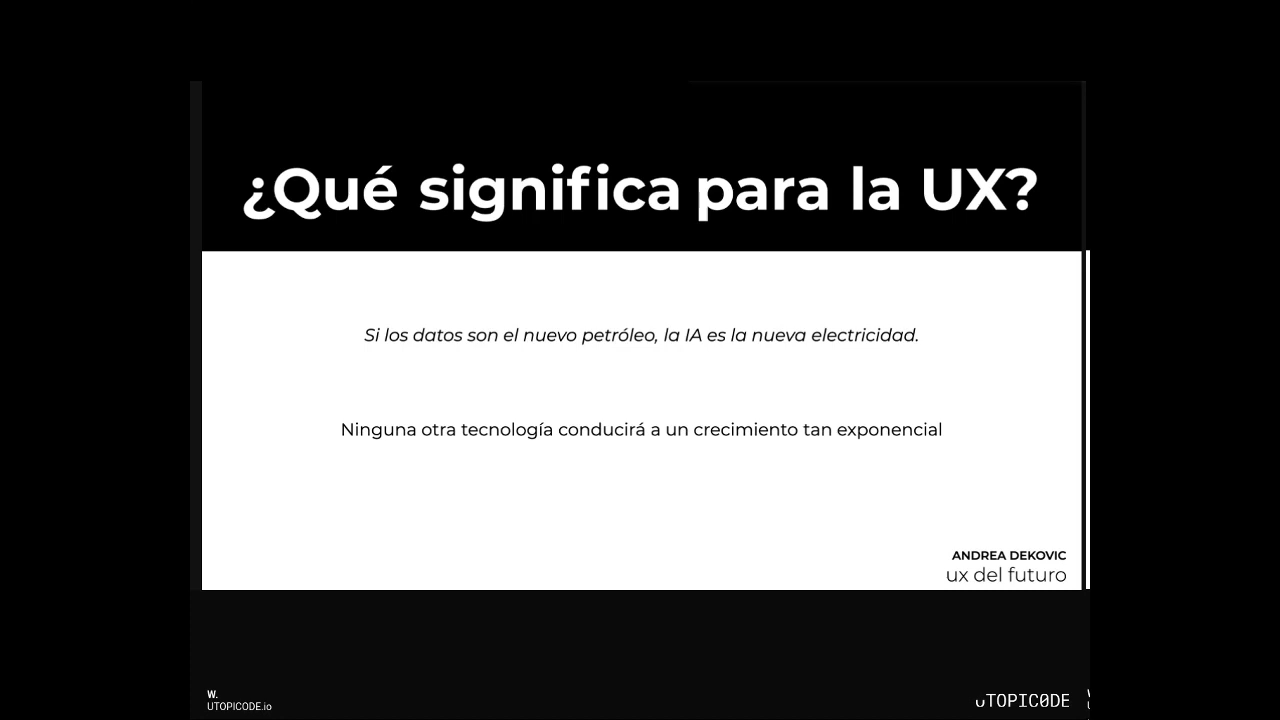 ¿Qué significa para la UX?
Si los datos son el nuevo petróleo, la IA es la nueva electricidad.
Ninguna otra tecnología conducirá a un crecimiento tan exponencial
ANDREA DEKOVIC
ux del futuro
W.
UTOPICODE.io
UTOPIC0DE